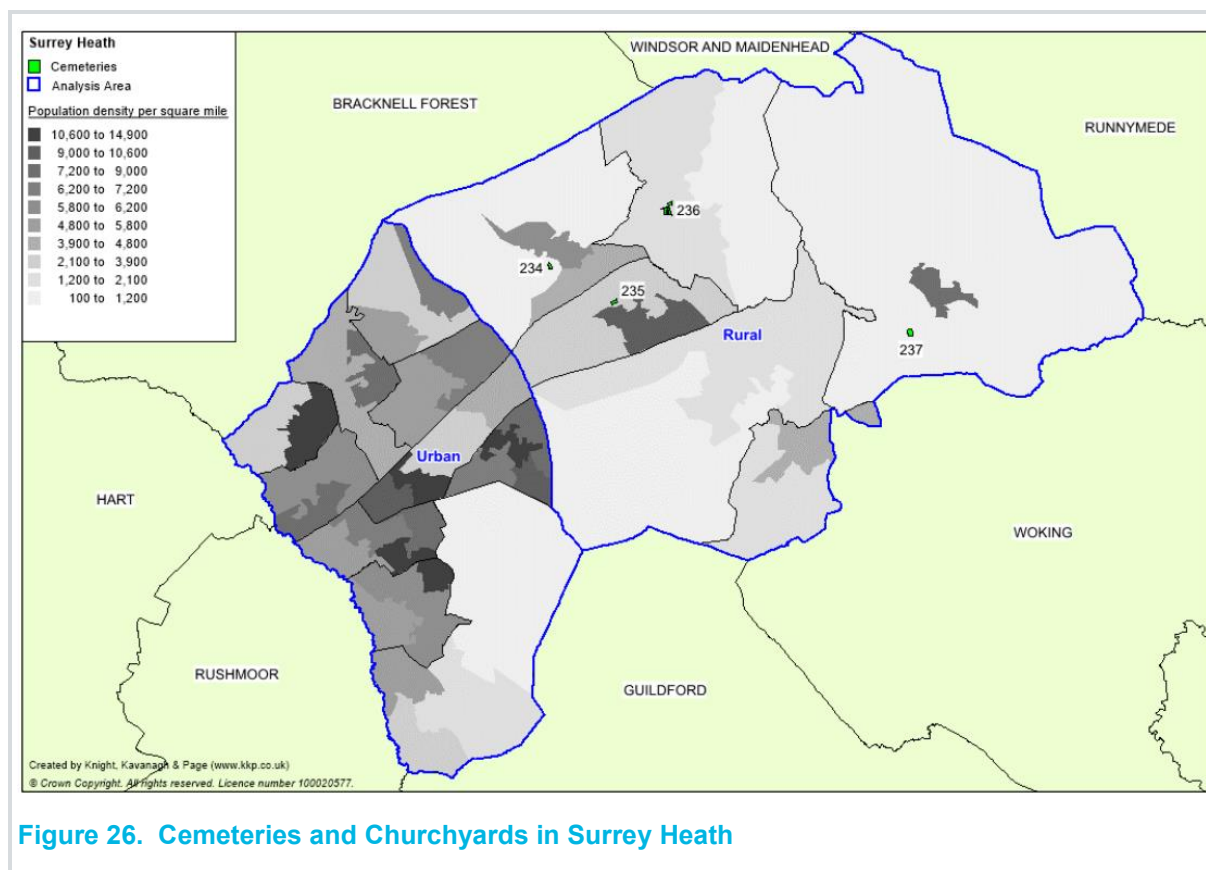 Surrey Heath
Cemeteries
Analysis Area
Population density per square mile
10,600 to 14,900
9,000 to 10,600
7,200 to 9,000
6,200 to 7,200
5,800 to 6,200
4,800 to 5,800
3,900 to 4,800
2,100 to 3,900
1,200 to 2,100
100 to 1,200
WINDSOR AND MAIDENHEAD
BRACKNELL FOREST
RUNNYMEDE
236
234
235
Rural
237
Urban
HART
WOKING
RUSHMOOR
GUILDFORD
Created by Knight, Kavanagh & Page (www.kkp.co.uk)
© Crown Copyright. All rights reserved. Licence number 100020577.
Figure 26. Cemeteries and Churchyards in Surrey Heath